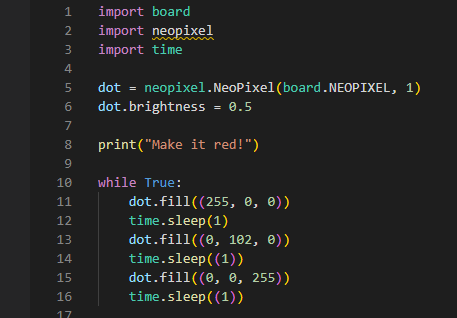 1 import board
2 import neopixel
3 import time
4
5 dot = neopixel.NeoPixel(board.NEOPIXEL, 1)
6 dot.brightness = 0.5
7
8 print("Make it red!")
9
10 while True:
11     dot.fill((255, 0, 0))
12     time.sleep(1)
13     dot.fill((0, 102, 0))
14     time.sleep((1))
15     dot.fill((0, 0, 255))
16     time.sleep((1))
17